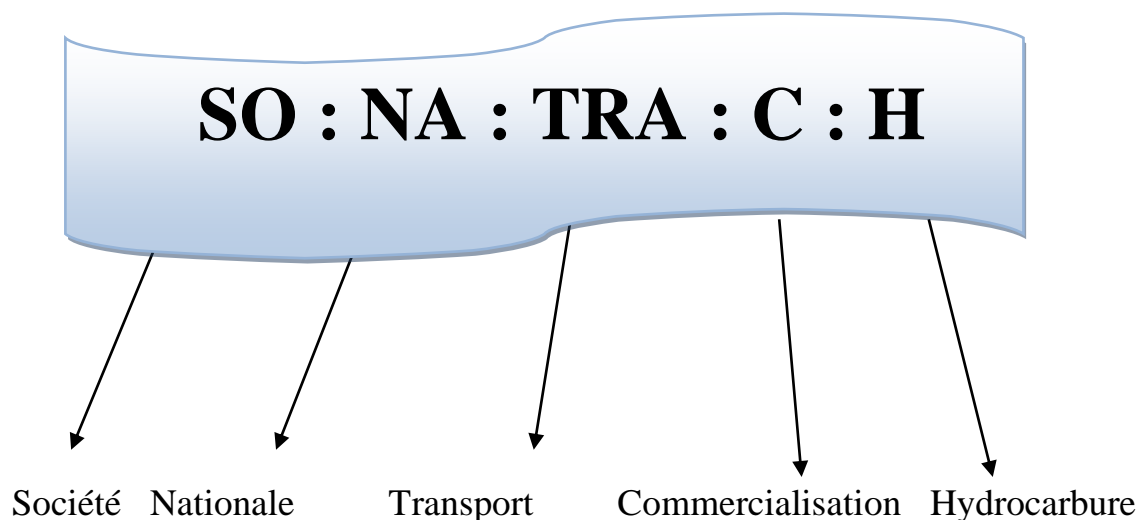 SO : NA : TRA : C : H
Société Nationale Transport Commercialisation Hydrocarbure